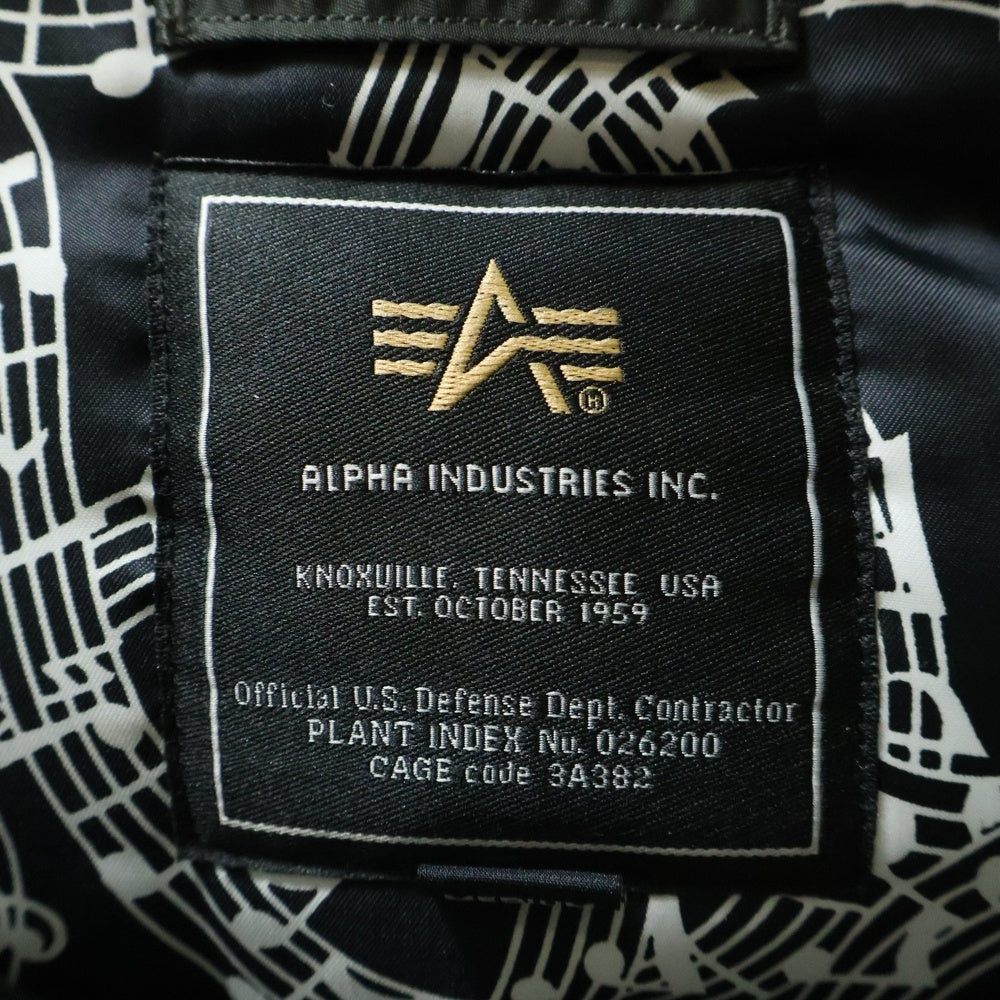 ALPHA INDUSTRIES INC.
KNOXVILLE, TENNESSEE USA
EST. OCTOBER 1959
Official U.S. Defense Dept. Contractor
PLANT INDEX No. 026200
CAGE code 3A382